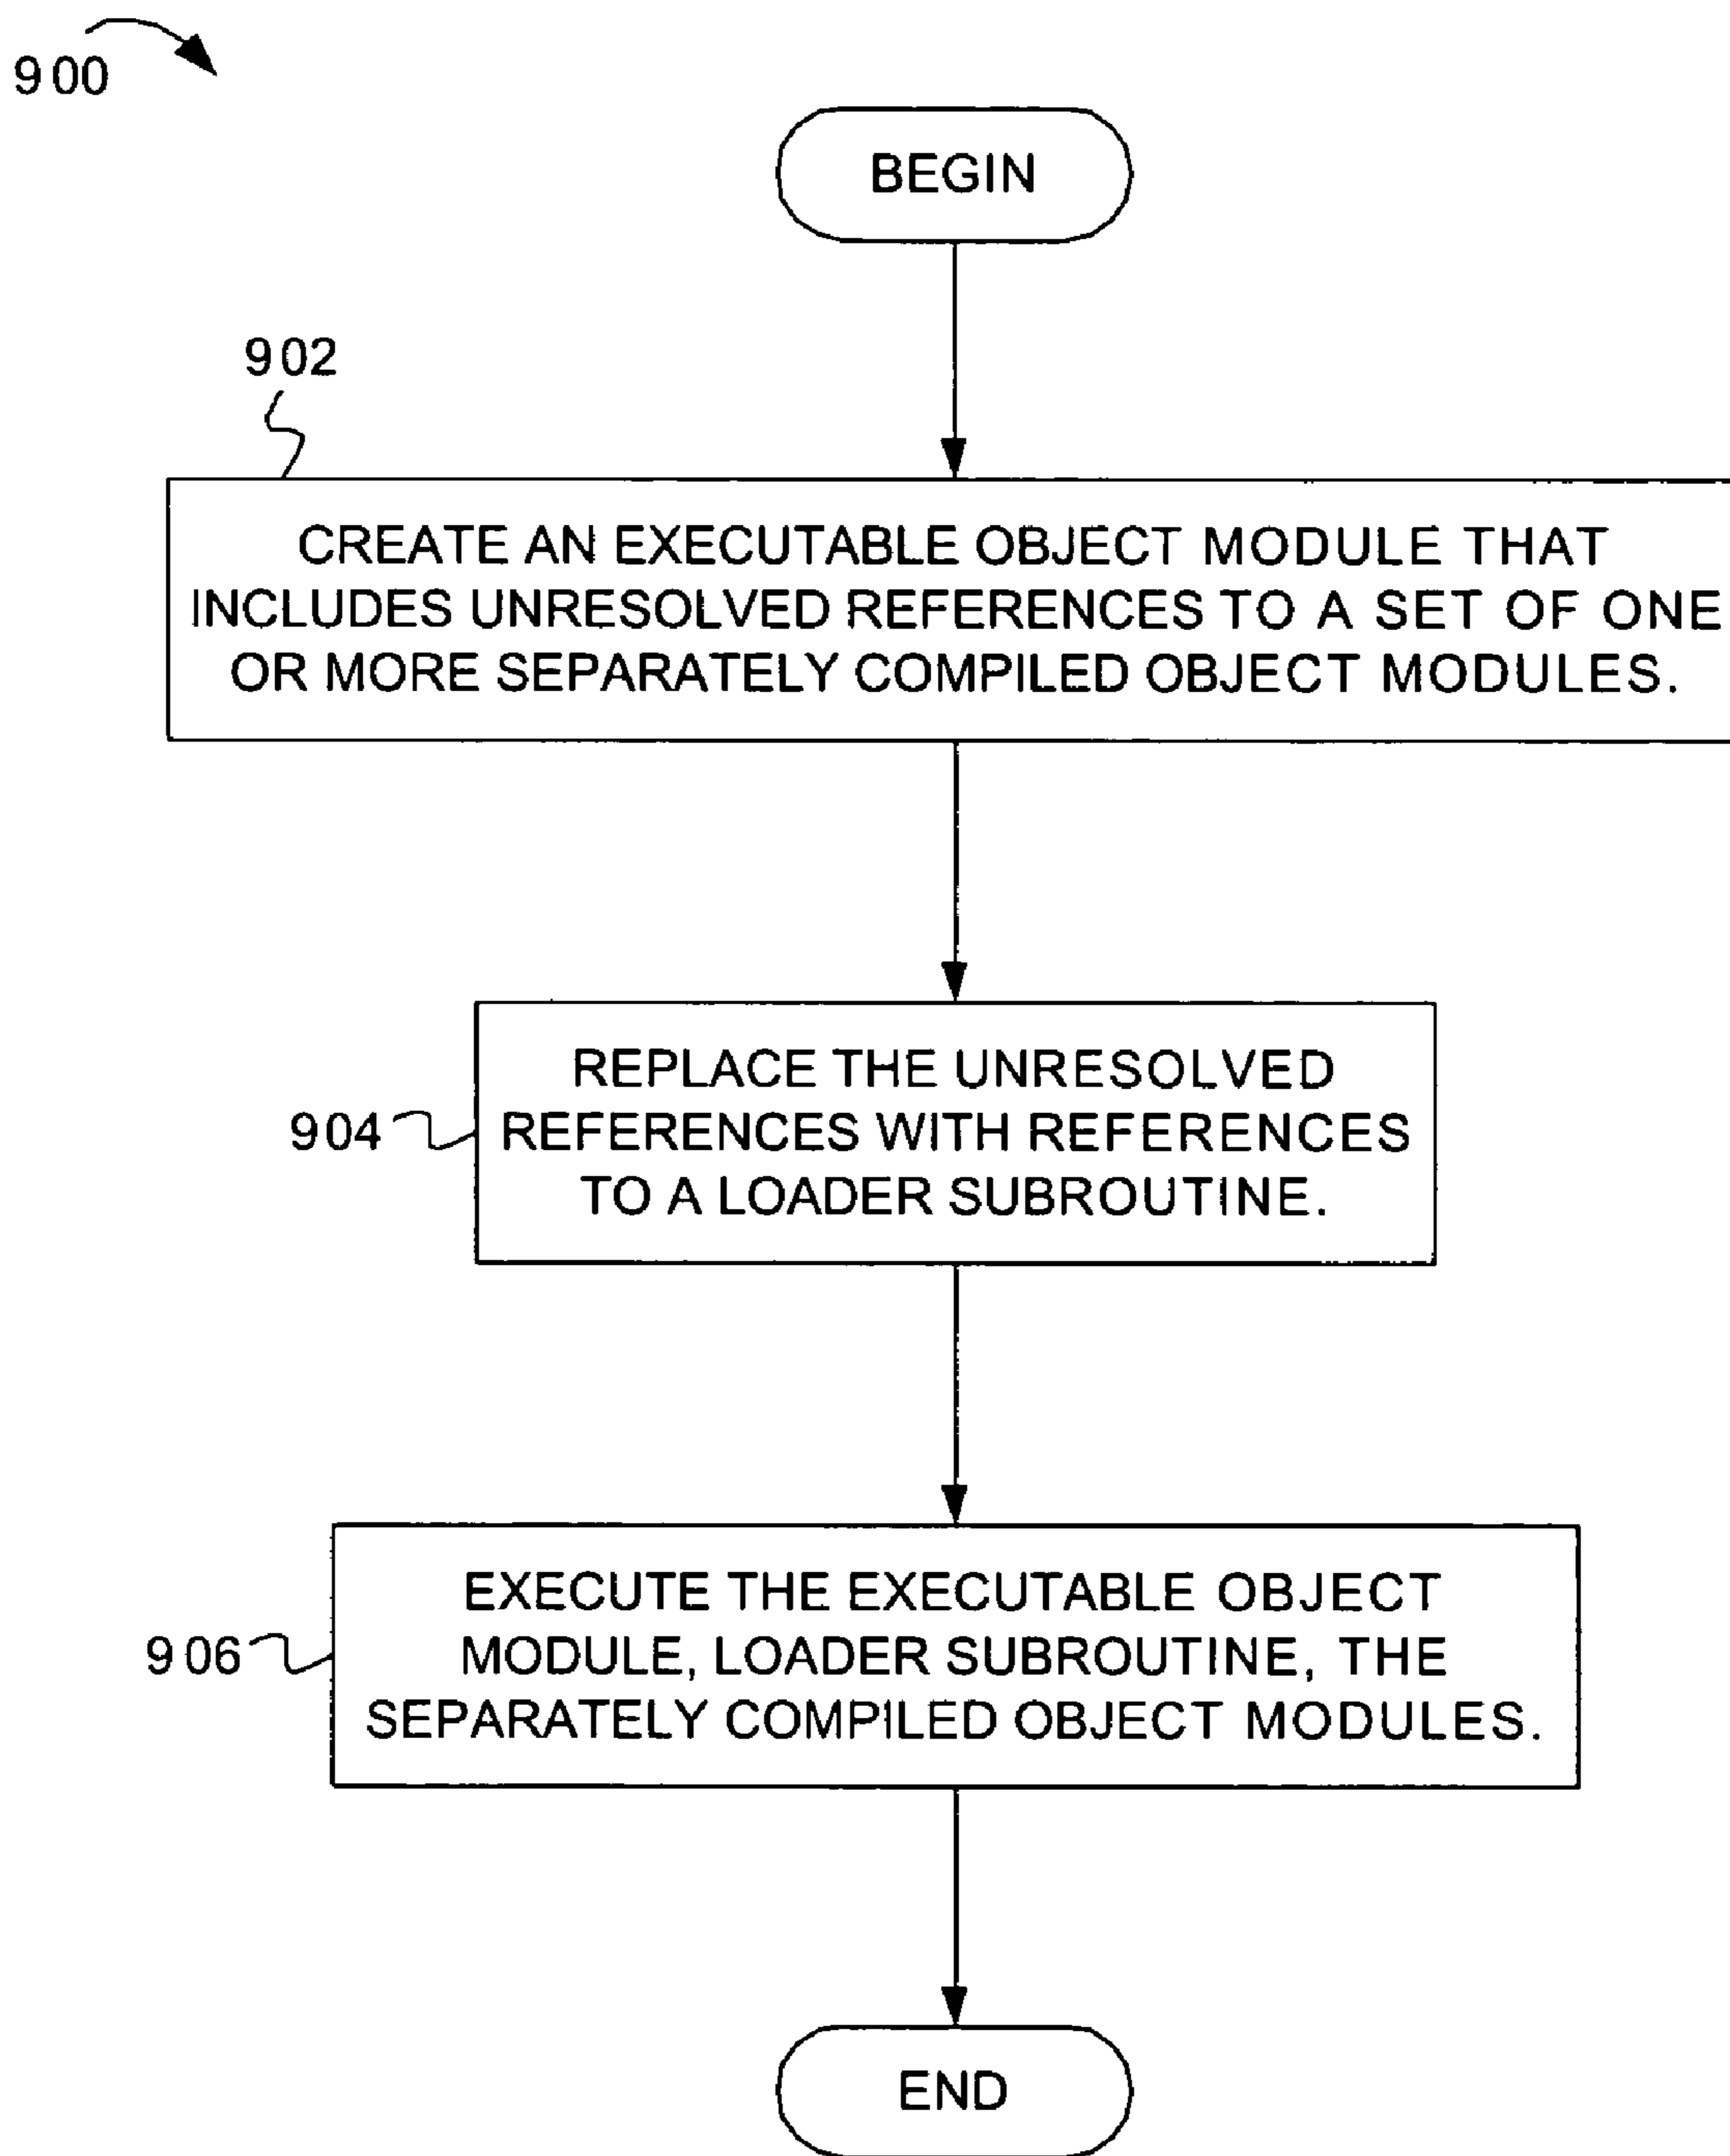 900
BEGIN
902
CREATE AN EXECUTABLE OBJECT MODULE THAT
INCLUDES UNRESOLVED REFERENCES TO A SET OF ONE
OR MORE SEPARATELY COMPILED OBJECT MODULES.
904
REPLACE THE UNRESOLVED
REFERENCES WITH REFERENCES
TO A LOADER SUBROUTINE.
906
EXECUTE THE EXECUTABLE OBJECT
MODULE, LOADER SUBROUTINE, THE
SEPARATELY COMPILED OBJECT MODULES.
END